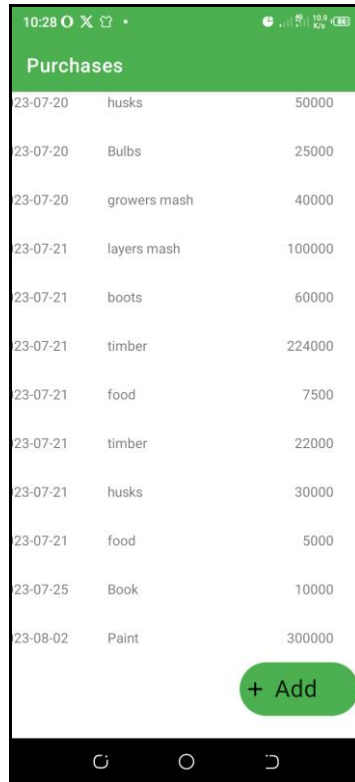 10:28
10.9 K/s 86
Purchases
23-07-20 husks 50000
23-07-20 Bulbs 25000
23-07-20 growers mash 40000
23-07-21 layers mash 100000
23-07-21 boots 60000
23-07-21 timber 224000
23-07-21 food 7500
23-07-21 timber 22000
23-07-21 husks 30000
23-07-21 food 5000
23-07-25 Book 10000
23-08-02 Paint 300000
+ Add